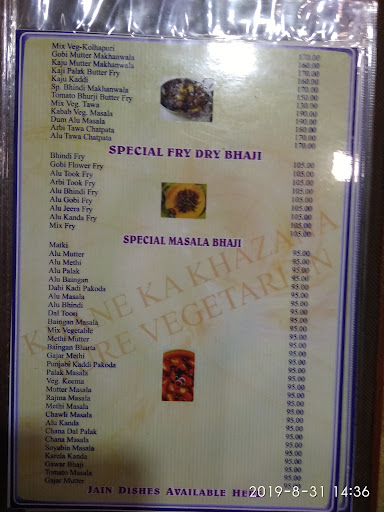 Mix Veg-Kolhapuri 170.00
Gobi Mutter Makhanwala 160.00
Kaju Mutter Makhanwala 160.00
Kaji Palak Butter Fry
Kaju Kaddi 170.00
Sp. Bhindi Makhanwala 150.00
Tomato Bhurji Butter Fry 130.00
Mix Veg. Tawa 190.00
Kabab Veg. Masala 190.00
Dum Alu Masala 160.00
Arbi Tawa Chatpata 170.00
Alu Tawa Chatpata 170.00
SPECIAL FRY DRY BHAJI
Bhindi Fry 105.00
Gobi Flower Fry 105.00
Alu Took Fry 105.00
Arbi Took Fry 105.00
Alu Bhindi Fry 105.00
Alu Gobi Fry 105.00
Alu Jeera Fry 105.00
Alu Kanda Fry 105.00
Mix Fry 105.00
SPECIAL MASALA BHAJI
Matki 95.00
Alu Mutter 95.00
Alu Methi 95.00
Alu Palak 95.00
Alu Baingan 95.00
Dahi Kadi Pakoda 95.00
Alu Masala 95.00
Alu Bhindi 95.00
Dal Toori 95.00
Baingan Masala 95.00
Mix Vegetable 95.00
Methi Mutter 95.00
Baingan Bharta 95.00
Gajar Methi 95.00
Punjabi Kaddi Pakoda 95.00
Palak Masala 95.00
Veg. Keema 95.00
Mutter Masala 95.00
Rajma Masala 95.00
Methi Masala 95.00
Chawli Masala 95.00
Alu Kanda 95.00
Chana Dal Palak 95.00
Chana Masala 95.00
Soyabin Masala 95.00
Karela Kanda 95.00
Gawar Bhaji 95.00
Tomato Masala 95.00
Gajar Mutter
KA KHAZANA
PURE VEGETARIAN
JAIN DISHES AVAILABLE HERE
2019-8-31 14:36